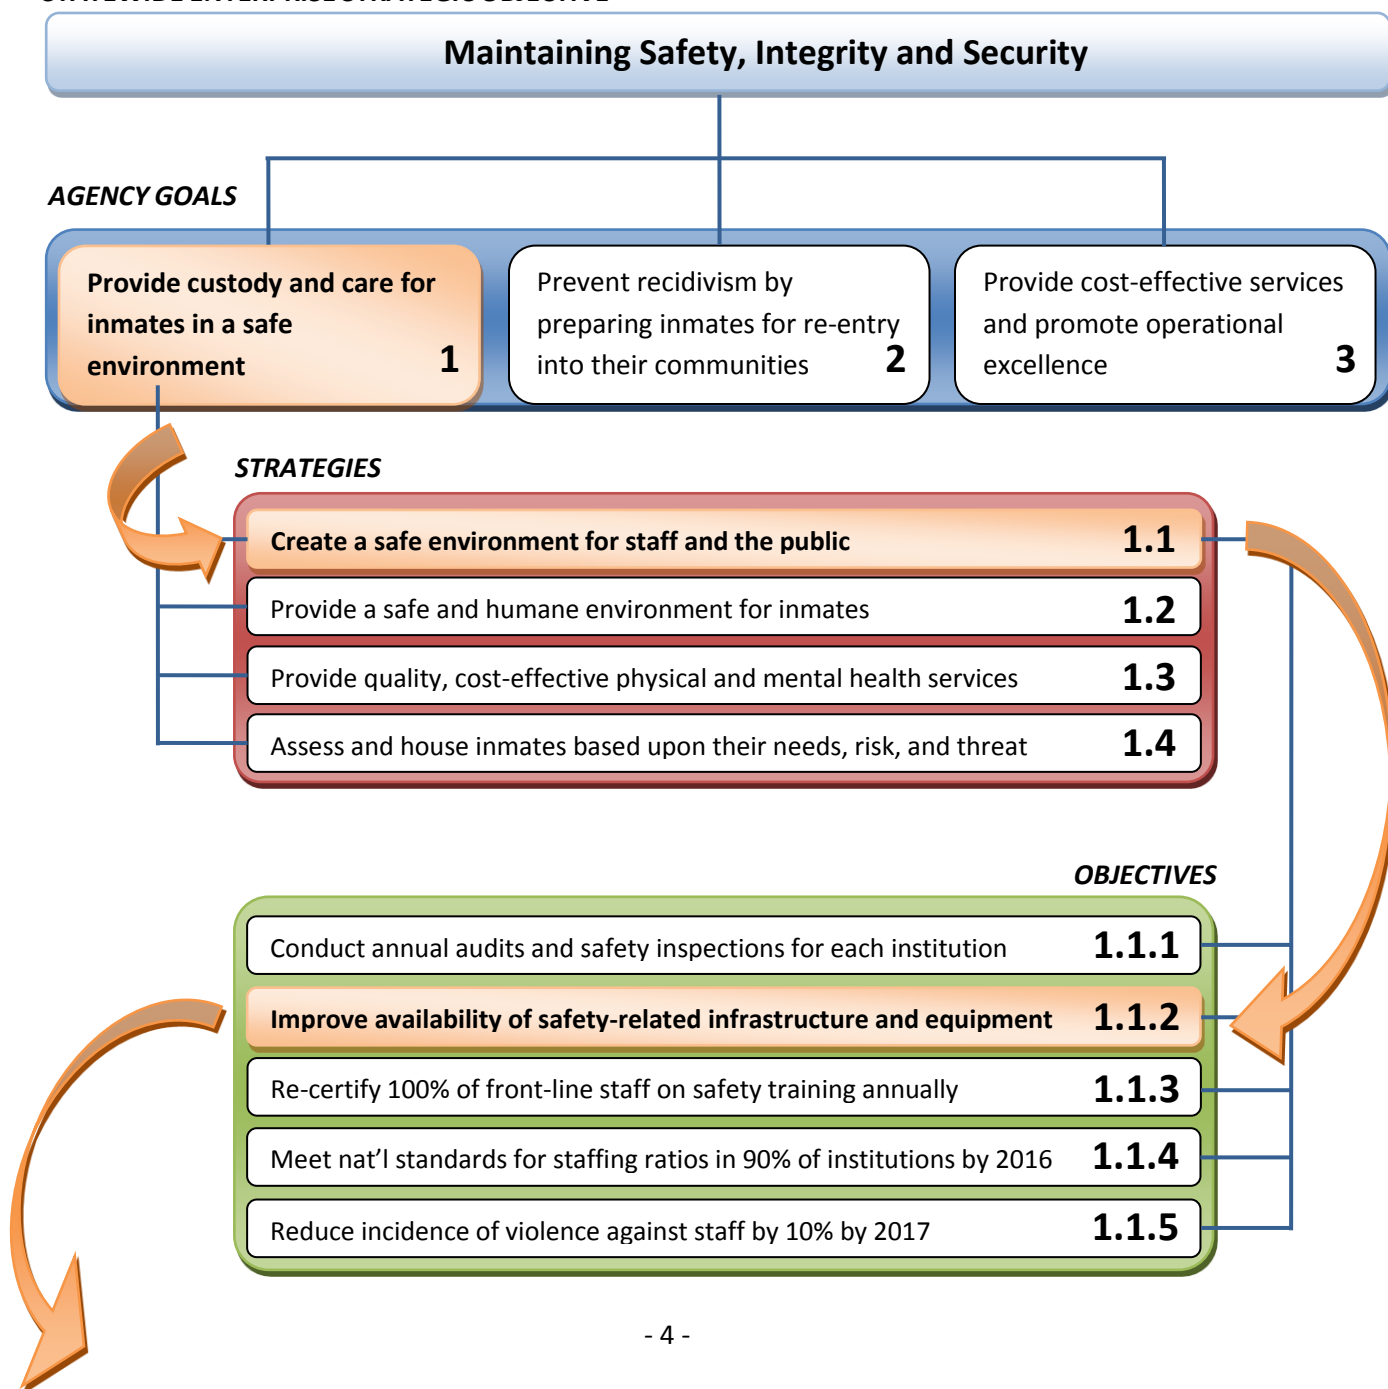 STATEWIDE ENTERPRISE STRATEGIC OBJECTIVE
Maintaining Safety, Integrity and Security
AGENCY GOALS
Provide custody and care for
inmates in a safe
environment 1
Prevent recidivism by
preparing inmates for re-entry
into their communities 2
Provide cost-effective services
and promote operational
excellence 3
STRATEGIES
Create a safe environment for staff and the public 1.1
Provide a safe and humane environment for inmates 1.2
Provide quality, cost-effective physical and mental health services 1.3
Assess and house inmates based upon their needs, risk, and threat 1.4
OBJECTIVES
Conduct annual audits and safety inspections for each institution 1.1.1
Improve availability of safety-related infrastructure and equipment 1.1.2
Re-certify 100% of front-line staff on safety training annually 1.1.3
Meet nat’l standards for staffing ratios in 90% of institutions by 2016 1.1.4
Reduce incidence of violence against staff by 10% by 2017 1.1.5
- 4 -